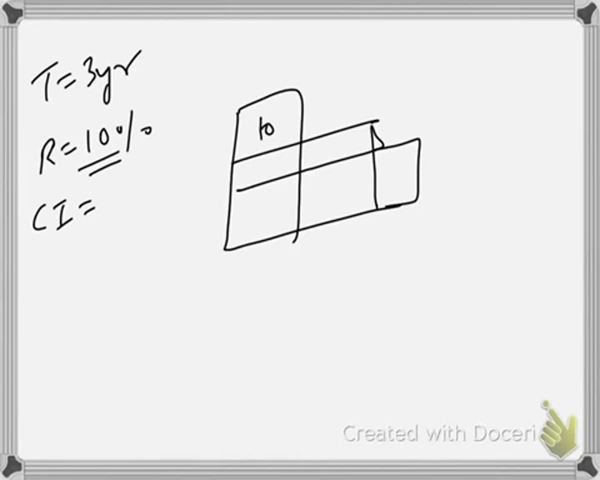 T = 3yr
R = 10%
CI =
10
Created with Doceri